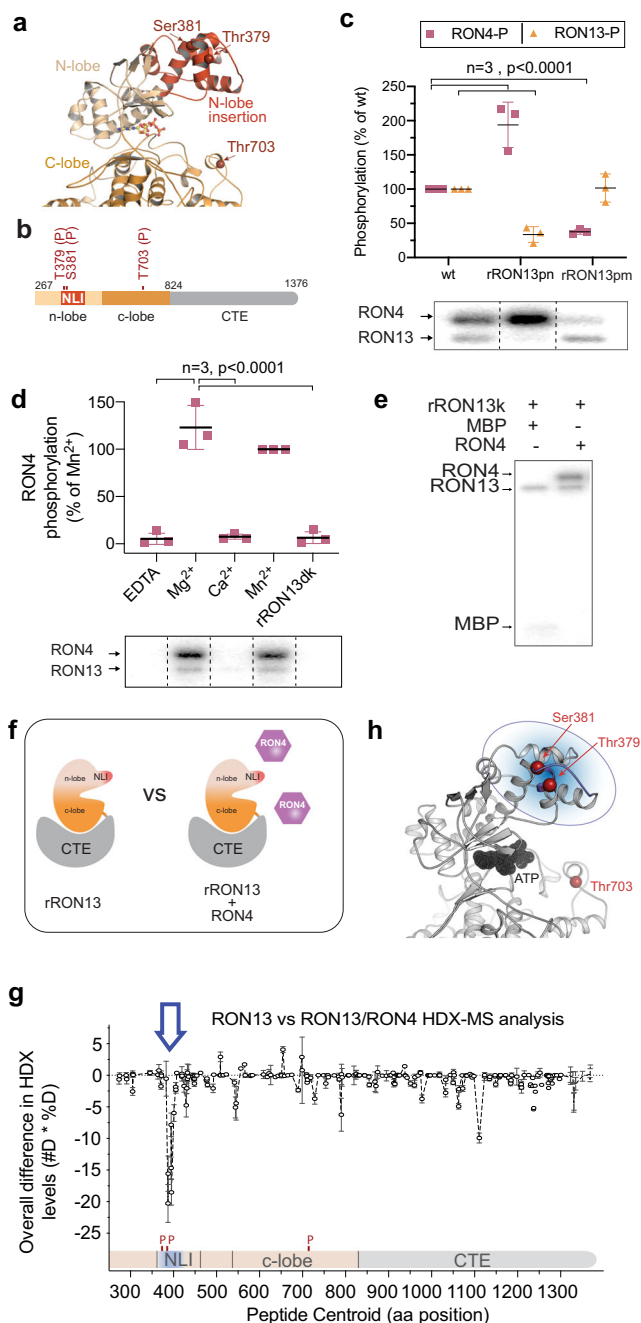 a
Ser381
Thr379
N-lobe
N-lobe
insertion
C-lobe
Thr703
b
T379 (P)
S381 (P)
T703 (P)
267
824
1376
NLI
n-lobe
c-lobe
CTE
c
RON4-P
RON13-P
n=3 , p<0.0001
Phosphorylation (% of wt)
250
200
150
100
50
0
wt
rRON13pn
rRON13pm
RON4
RON13
d
n=3, p<0.0001
RON4
phosphorylation
(% of Mn²⁺)
150
100
50
0
EDTA
Mg²⁺
Ca²⁺
Mn²⁺
rRON13dk
RON4
RON13
e
rRON13k + +
MBP + -
RON4 - +
RON4
RON13
MBP
f
n-lobe
NLI
c-lobe
CTE
rRON13
VS
RON4
n-lobe
NLI
RON4
c-lobe
CTE
rRON13
+
RON4
h
Ser381
Thr379
ATP
Thr703
g
RON13 vs RON13/RON4 HDX-MS analysis
Overall difference in HDX
levels (#D * %D)
5
0
-5
-10
-15
-20
-25
P P
P
NLI
c-lobe
CTE
300 400 500 600 700 800 900 1000 1100 1200 1300
Peptide Centroid (aa position)